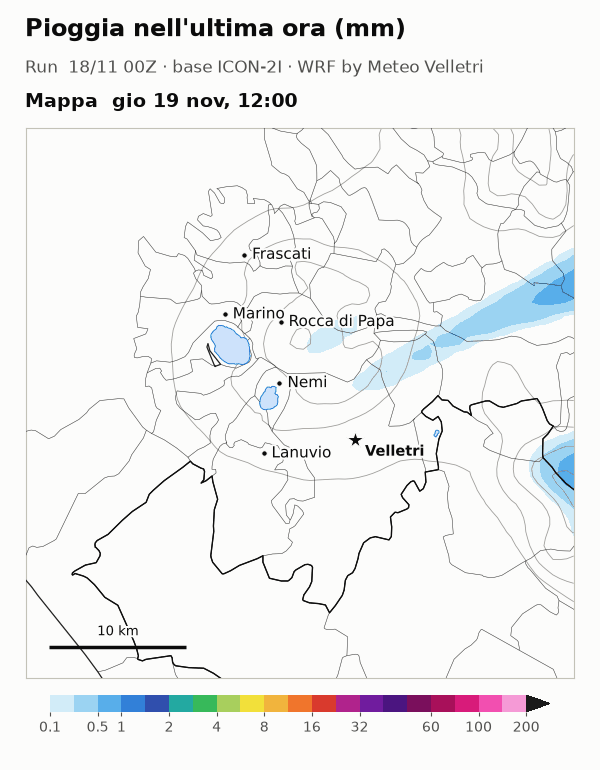 Pioggia nell'ultima ora (mm)
Run  18/11 00Z · base ICON-2I · WRF by Meteo Velletri
Mappa  gio 19 nov, 12:00
Frascati
Marino
Rocca di Papa
Nemi
Velletri
Lanuvio
10 km
0.1 0.5 1 2 4 8 16 32 60 100 200